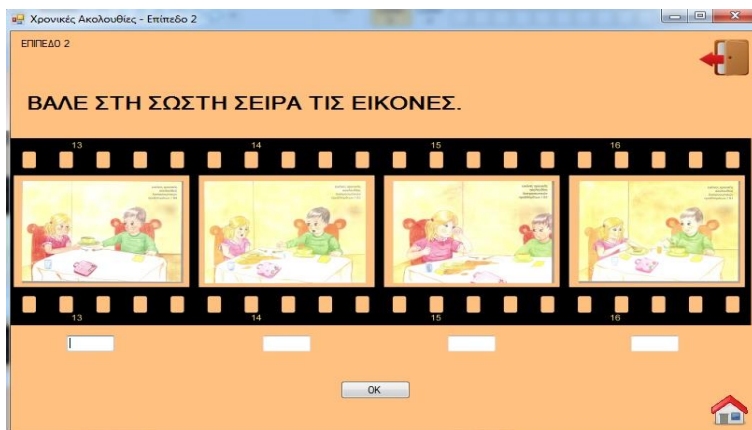 Χρονικές Ακολουθίες - Επίπεδο 2
ΕΠΙΠΕΔΟ 2
ΒΑΛΕ ΣΤΗ ΣΩΣΤΗ ΣΕΙΡΑ ΤΙΣ ΕΙΚΟΝΕΣ.
13 14 15 16
13 14 15 16
OK